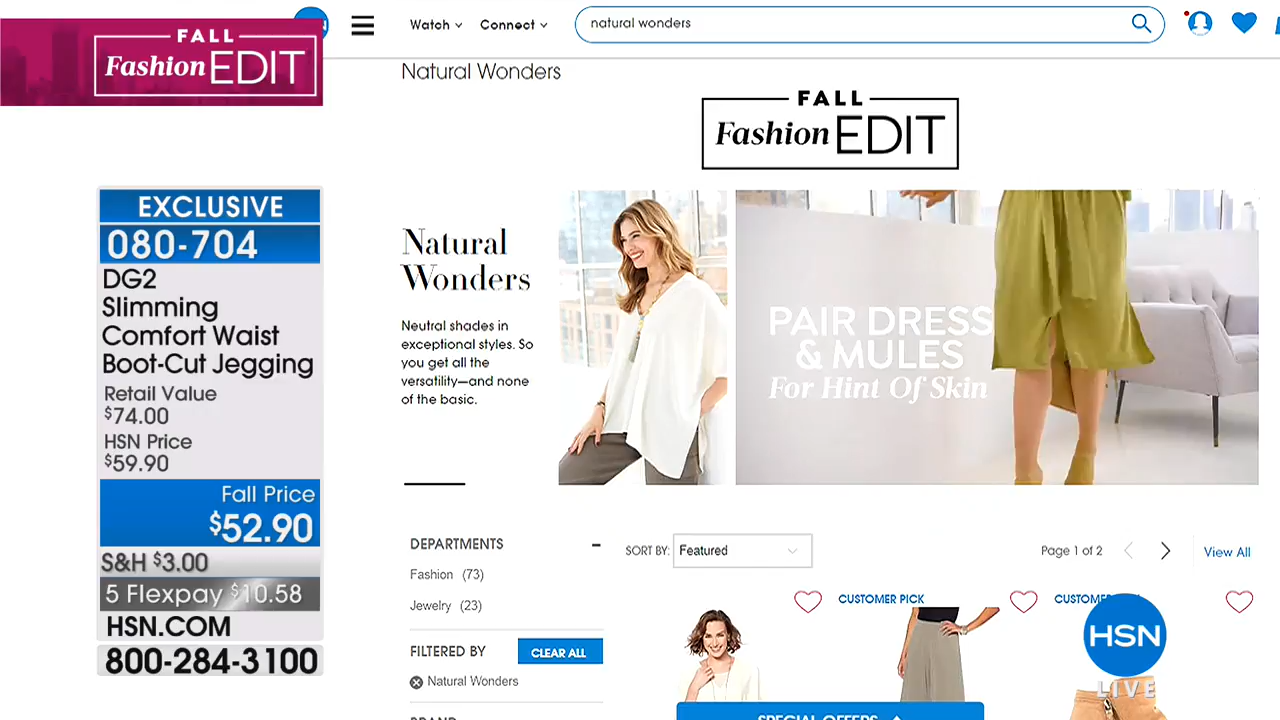 FALL
Fashion EDIT
Watch
Connect
natural wonders
Natural Wonders
FALL
Fashion EDIT
EXCLUSIVE
080-704
DG2
Slimming
Comfort Waist
Boot-Cut Jegging
Retail Value
$74.00
HSN Price
$59.90
Fall Price
$52.90
S&H $3.00
5 Flexpay $10.58
HSN.COM
800-284-3100
Natural
Wonders
Neutral shades in
exceptional styles. So
you get all the
versatility—and none
of the basic.
PAIR DRESS
& MULES
For Hint Of Skin
DEPARTMENTS
Fashion (73)
Jewelry (23)
FILTERED BY
CLEAR ALL
Natural Wonders
SORT BY:
Featured
Page 1 of 2
View All
CUSTOMER PICK
HSN
LIVE
SPECIAL OFFERS